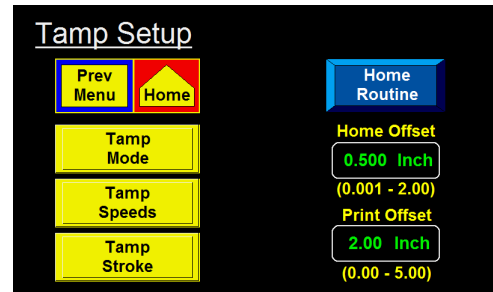 Tamp Setup
Prev
Menu
Home
Home
Routine
Tamp
Mode
Home Offset
0.500 Inch
(0.001 - 2.00)
Tamp
Speeds
Print Offset
2.00 Inch
(0.00 - 5.00)
Tamp
Stroke